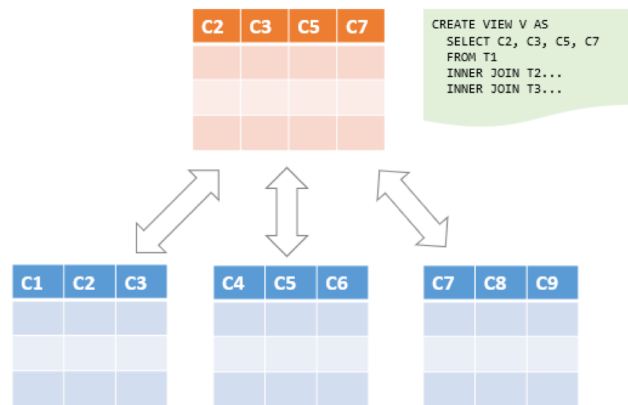 C2 C3 C5 C7
CREATE VIEW V AS
SELECT C2, C3, C5, C7
FROM T1
INNER JOIN T2...
INNER JOIN T3...
C1 C2 C3
C4 C5 C6
C7 C8 C9